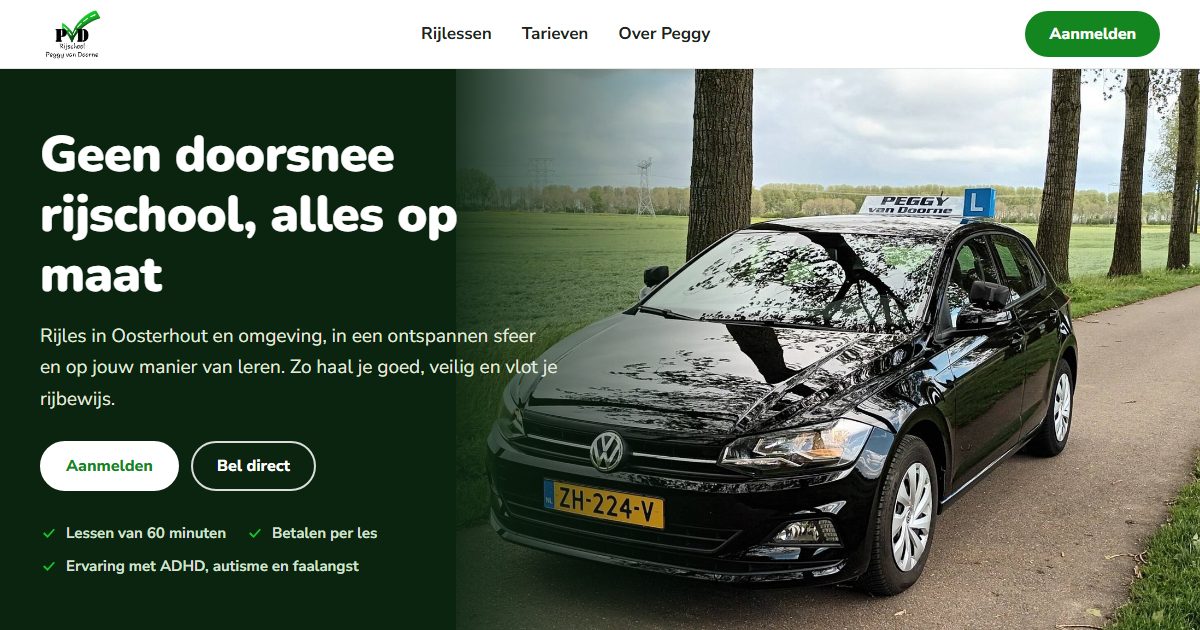 PVD
Rijschool
Peggy van Doorne
Rijlessen
Tarieven
Over Peggy
Aanmelden
Geen doorsnee
rijschool, alles op
maat
Rijles in Oosterhout en omgeving, in een ontspannen sfeer
en op jouw manier van leren. Zo haal je goed, veilig en vlot je
rijbewijs.
Aanmelden
Bel direct
Lessen van 60 minuten
Betalen per les
Ervaring met ADHD, autisme en faalangst
PEGGY
van Doorne
L
NL
ZH-224-V